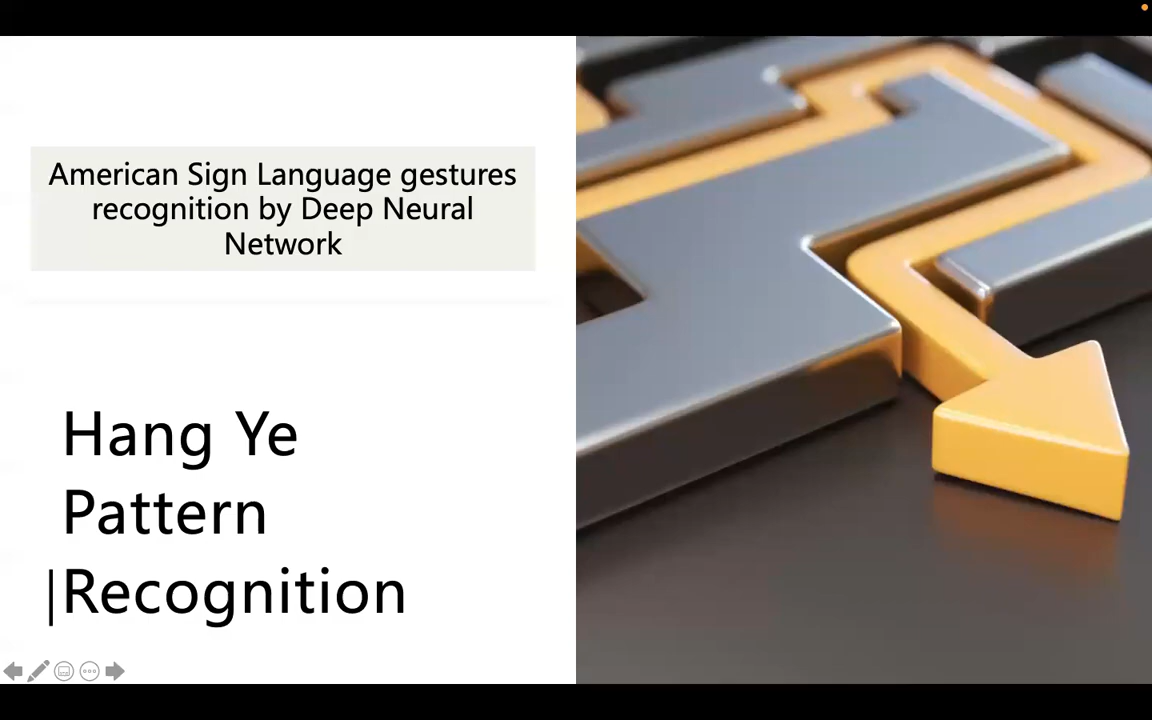 American Sign Language gestures
recognition by Deep Neural
Network
Hang Ye
Pattern
Recognition